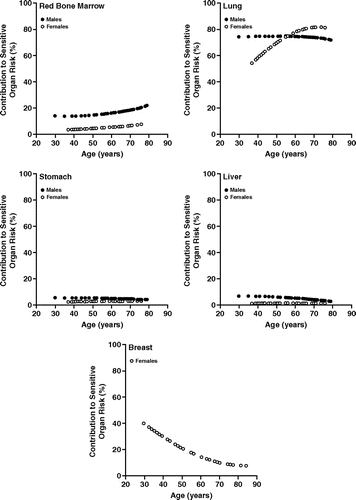 Red Bone Marrow
Males
Females
Contribution to Sensitive
Organ Risk (%)
100
80
60
40
20
0
20 30 40 50 60 70 80 90
Age (years)
Lung
Males
Females
Contribution to Sensitive
Organ Risk (%)
100
80
60
40
20
0
20 30 40 50 60 70 80 90
Age (years)
Stomach
Males
Females
Contribution to Sensitive
Organ Risk (%)
100
80
60
40
20
0
20 30 40 50 60 70 80 90
Age (years)
Liver
Males
Females
Contribution to Sensitive
Organ Risk (%)
100
80
60
40
20
0
20 30 40 50 60 70 80 90
Age (years)
Breast
Females
Contribution to Sensitive
Organ Risk (%)
100
80
60
40
20
0
20 30 40 50 60 70 80 90
Age (years)